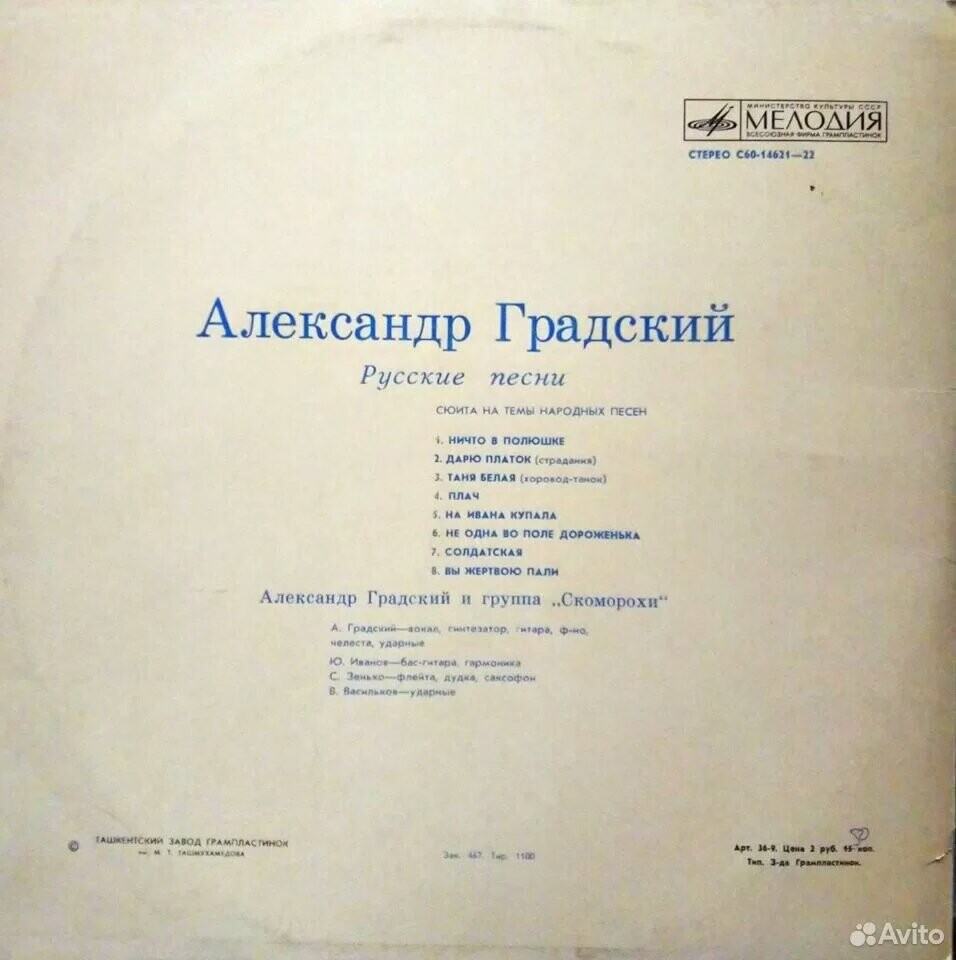 МИНИСТЕРСТВО КУЛЬТУРЫ СССР
МЕЛОДИЯ
ВСЕСОЮЗНАЯ ФИРМА ГРАМПЛАСТИНОК
СТЕРЕО С60-14621—22
Александр Градский
Русские песни
СЮИТА НА ТЕМЫ НАРОДНЫХ ПЕСЕН
1. НИЧТО В ПОЛЮШКЕ
2. ДАРЮ ПЛАТОК (страдания)
3. ТАНЯ БЕЛАЯ (хоровод-танок)
4. ПЛАЧ
5. НА ИВАНА КУПАЛА
6. НЕ ОДНА ВО ПОЛЕ ДОРОЖЕНЬКА
7. СОЛДАТСКАЯ
8. ВЫ ЖЕРТВОЮ ПАЛИ
Александр Градский и группа „Скоморохи“
А. Градский—вокал, синтезатор, гитара, ф-но,
челеста, ударные
Ю. Иванов—бас-гитара, гармоника
С. Зенько—флейта, дудка, саксофон
В. Васильков—ударные
© ТАШКЕНТСКИЙ ЗАВОД ГРАМПЛАСТИНОК
им. М. Т. ТАШМУХАМЕДОВА
Зак. 467. Тир. 1100
Арт. 36-9. Цена 2 руб. 15 коп.
Тип. З-да Грампластинок.
Avito